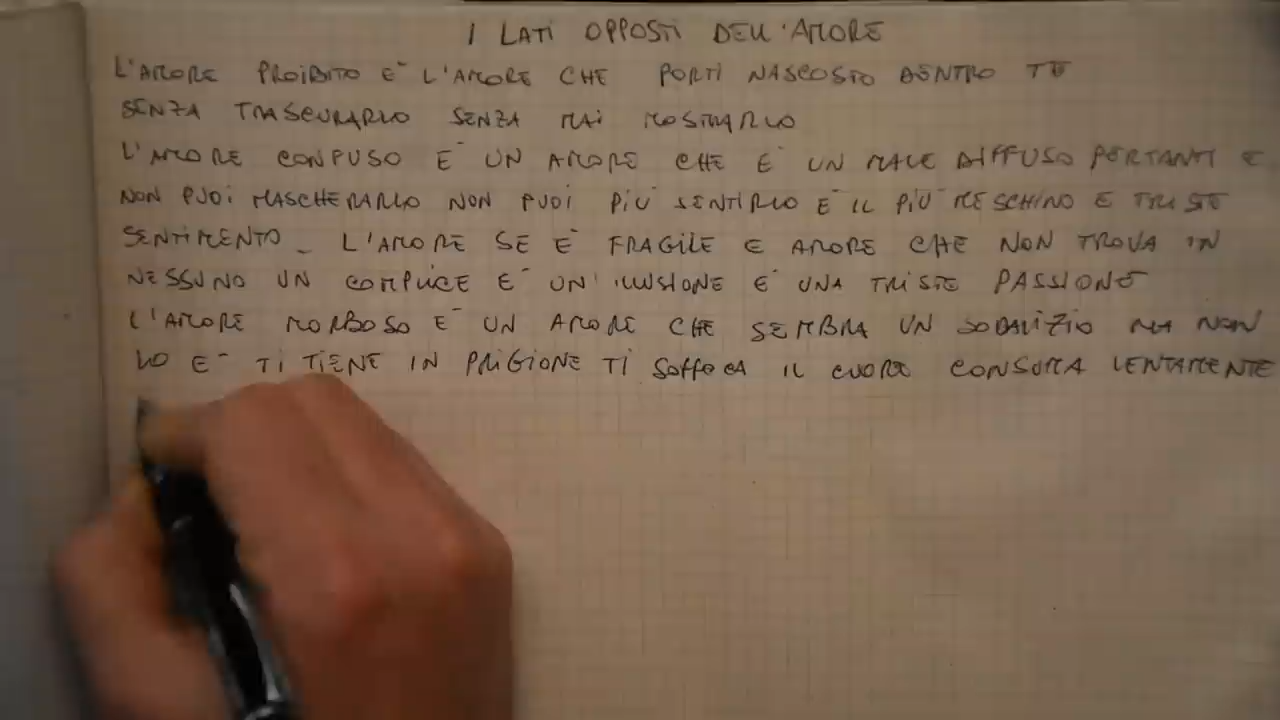 I LATI OPPOSTI DELL'AMORE
L'AMORE PROIBITO E' L'AMORE CHE PORTI NASCOSTO DENTRO TE
SENZA TRASCURARLO SENZA MAI MOSTRARLO
L'AMORE CONFUSO E' UN AMORE CHE E' UN MALE DIFFUSO PER TANTI E
NON PUOI MASCHERARLO NON PUOI PIU' SENTIRLO E' IL PIU' MESCHINO E TRISTE
SENTIMENTO L'AMORE SE E' FRAGILE E AMORE CHE NON TROVA IN
NESSUNO UN COMPLICE E' UN'ILLUSIONE E' UNA TRISTE PASSIONE
L'AMORE MORBOSO E' UN AMORE CHE SEMBRA UN SODALIZIO MA NON
LO E' TI TIENE IN PRIGIONE TI SOFFOCA IL CUORE CONSUMA LENTAMENTE